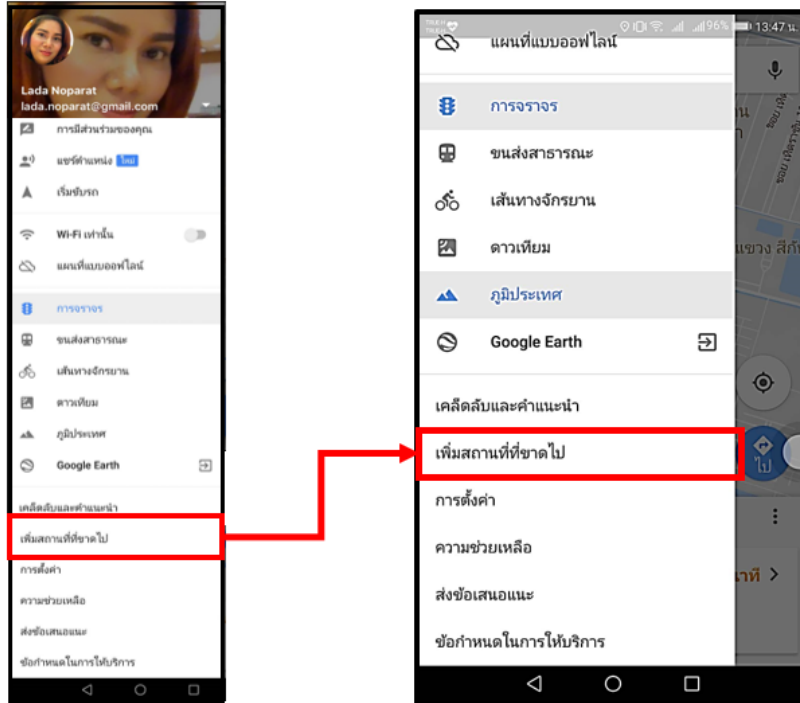 Lada Noparat
lada.noparat@gmail.com
การมีส่วนร่วมของคุณ
แชร์ตำแหน่ง ใหม่
เริ่มขับรถ
Wi-Fi เท่านั้น
แผนที่แบบออฟไลน์
การจราจร
ขนส่งสาธารณะ
เส้นทางจักรยาน
ดาวเทียม
ภูมิประเทศ
Google Earth
เคล็ดลับและคำแนะนำ
เพิ่มสถานที่ที่ขาดไป
การตั้งค่า
ความช่วยเหลือ
ส่งข้อเสนอแนะ
ข้อกำหนดในการให้บริการ
96% 13:47 น.
แผนที่แบบออฟไลน์
การจราจร
ขนส่งสาธารณะ
เส้นทางจักรยาน
ดาวเทียม
แขวง สีกัน
ภูมิประเทศ
Google Earth
เคล็ดลับและคำแนะนำ
เพิ่มสถานที่ที่ขาดไป
ไป
การตั้งค่า
ความช่วยเหลือ
ส่งข้อเสนอแนะ
าที >
ข้อกำหนดในการให้บริการ